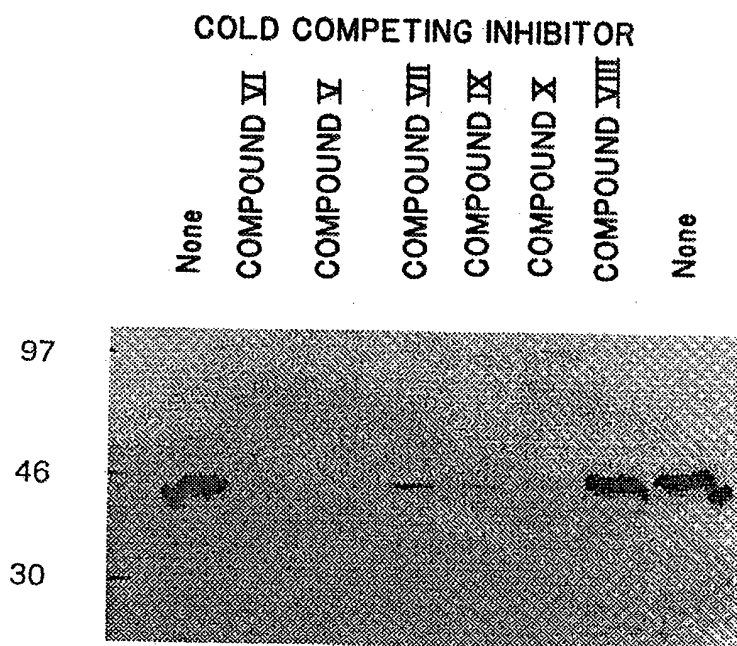 COLD COMPETING INHIBITOR
None
COMPOUND VI
COMPOUND V
COMPOUND VII
COMPOUND IX
COMPOUND X
COMPOUND VIII
None
97
46
30